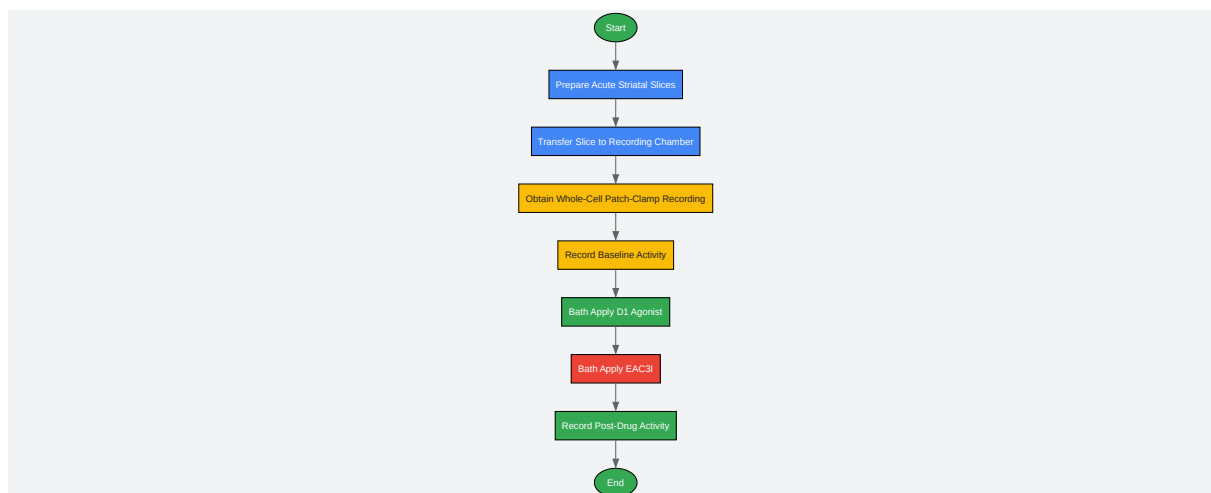 Start
Prepare Acute Striatal Slices
Transfer Slice to Recording Chamber
Obtain Whole-Cell Patch-Clamp Recording
Record Baseline Activity
Bath Apply D1 Agonist
Bath Apply EAC3I
Record Post-Drug Activity
End